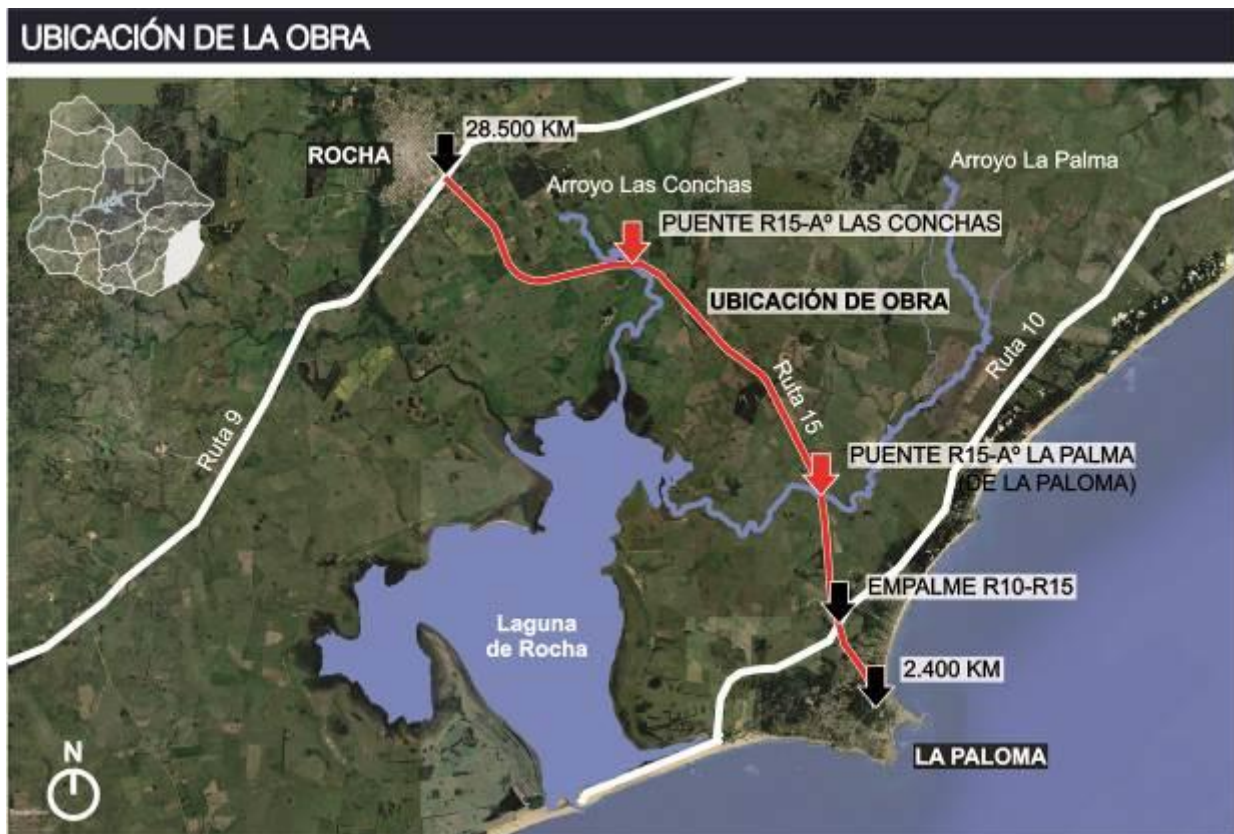 UBICACIÓN DE LA OBRA
28.500 KM
ROCHA
Arroyo La Palma
Arroyo Las Conchas
PUENTE R15-Aº LAS CONCHAS
UBICACIÓN DE OBRA
Ruta 10
Ruta 15
Ruta 9
PUENTE R15-Aº LA PALMA
(DE LA PALOMA)
EMPALME R10-R15
Laguna
de Rocha
2.400 KM
N
LA PALOMA